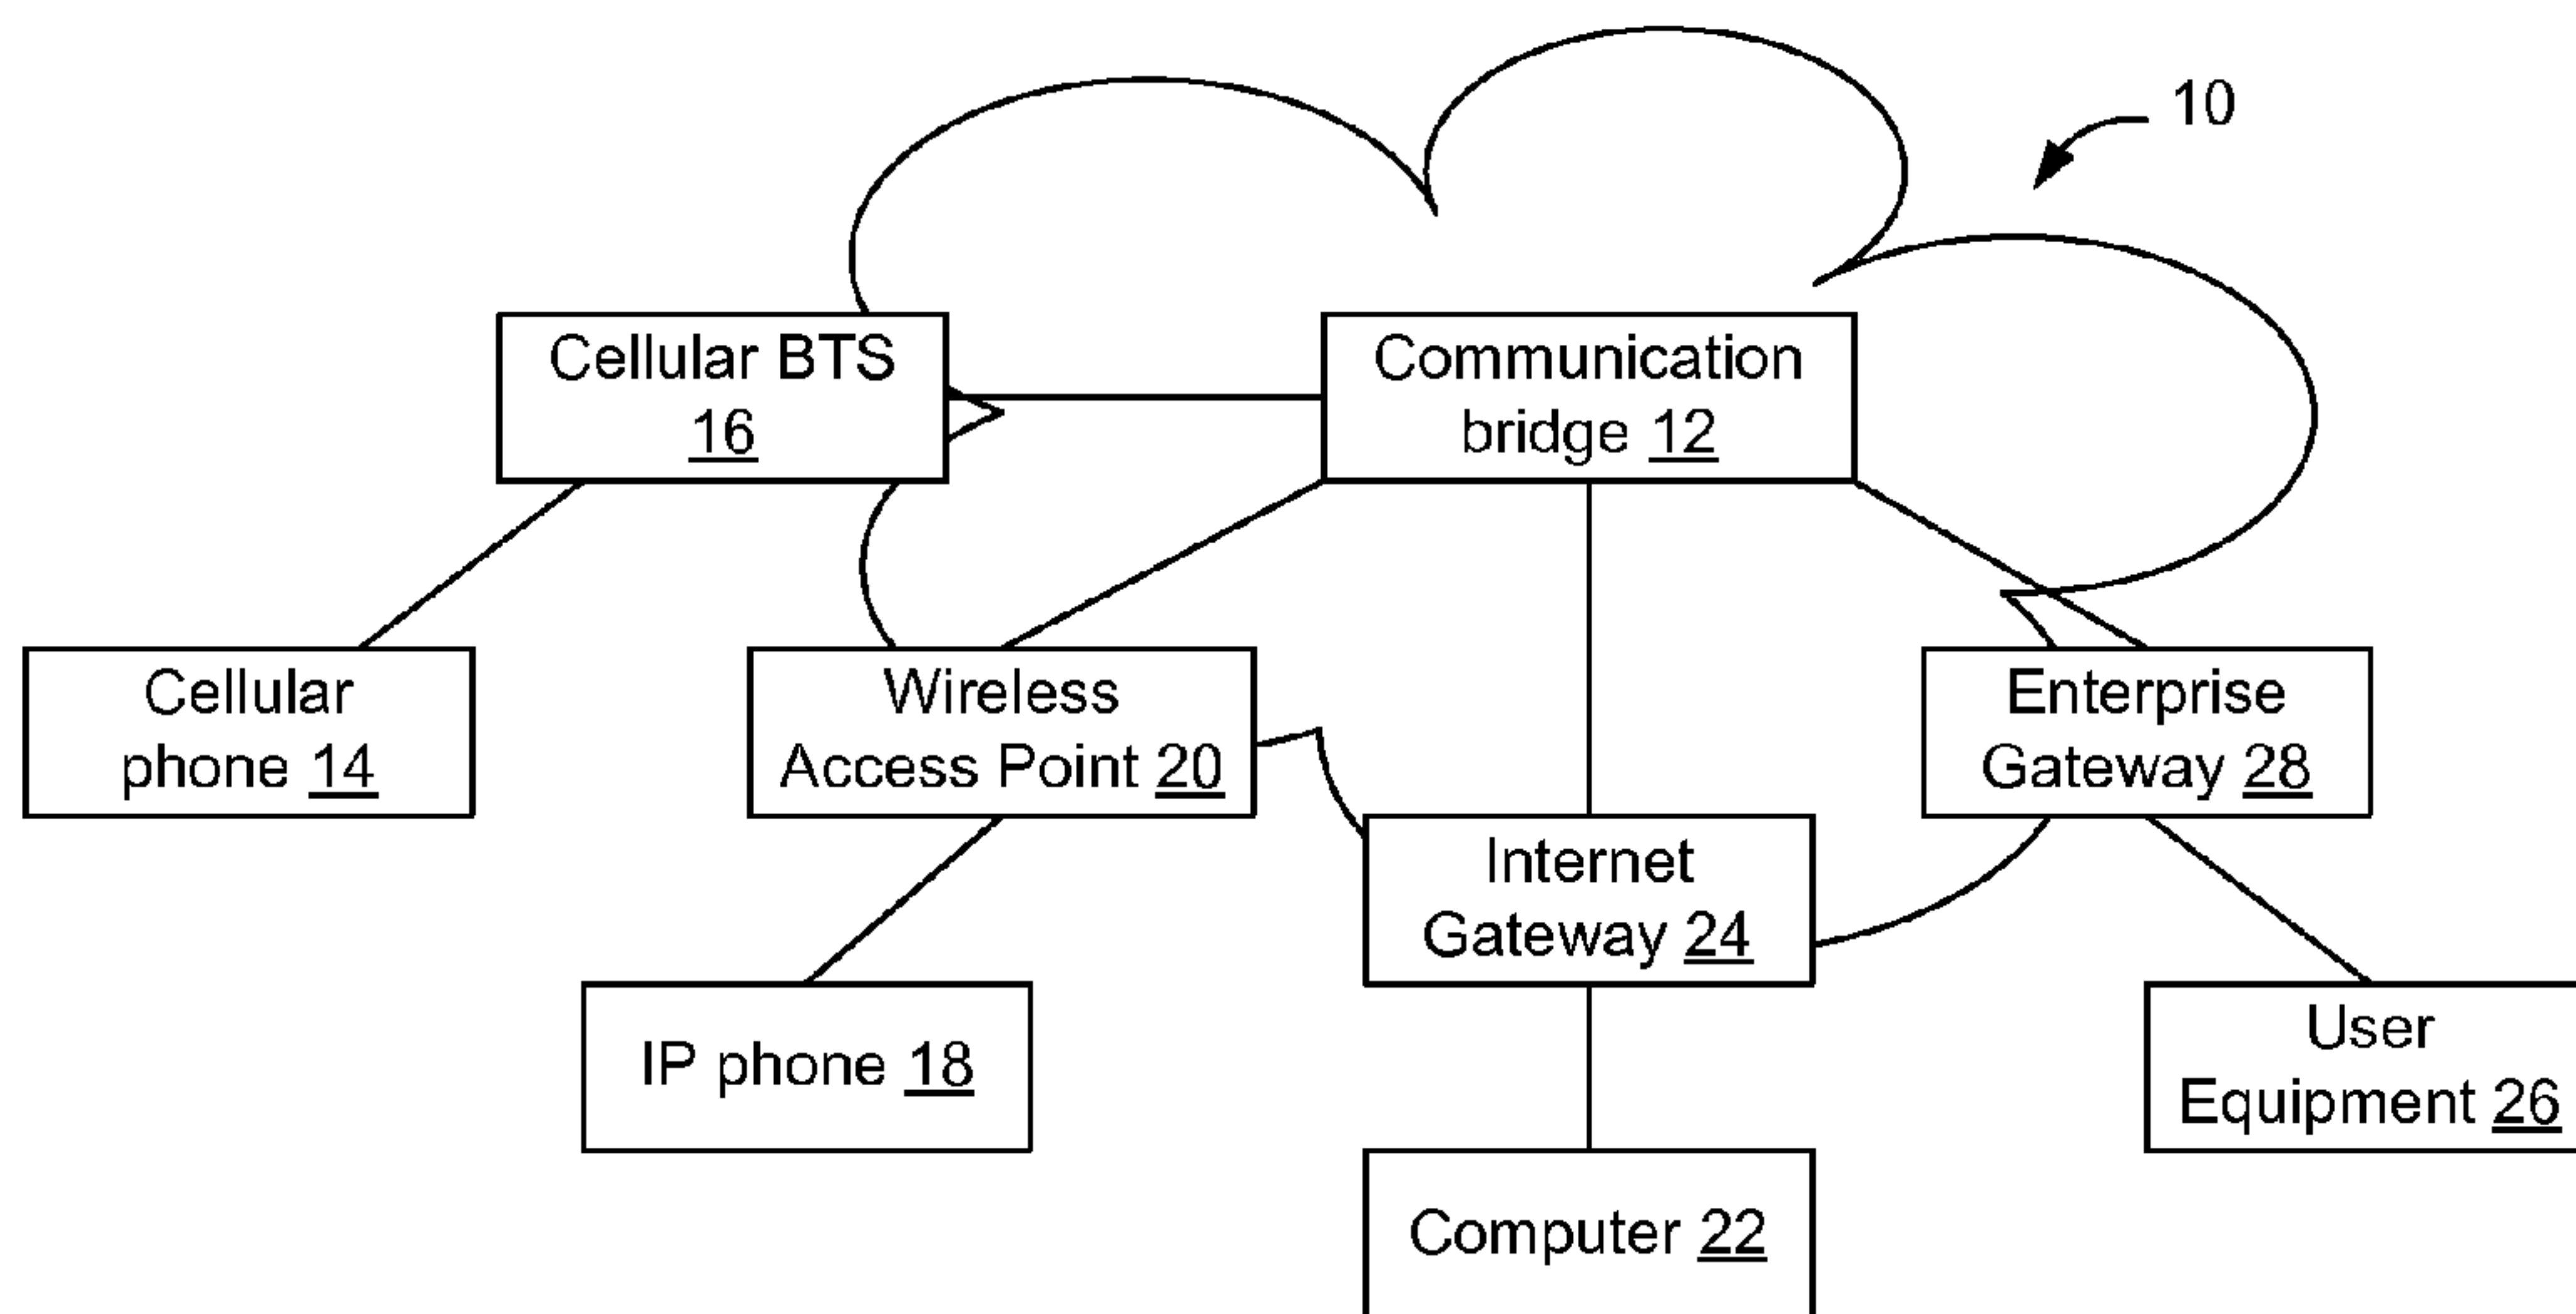 10
Cellular BTS
16
Communication
bridge 12
Cellular
phone 14
Wireless
Access Point 20
Enterprise
Gateway 28
Internet
Gateway 24
IP phone 18
User
Equipment 26
Computer 22